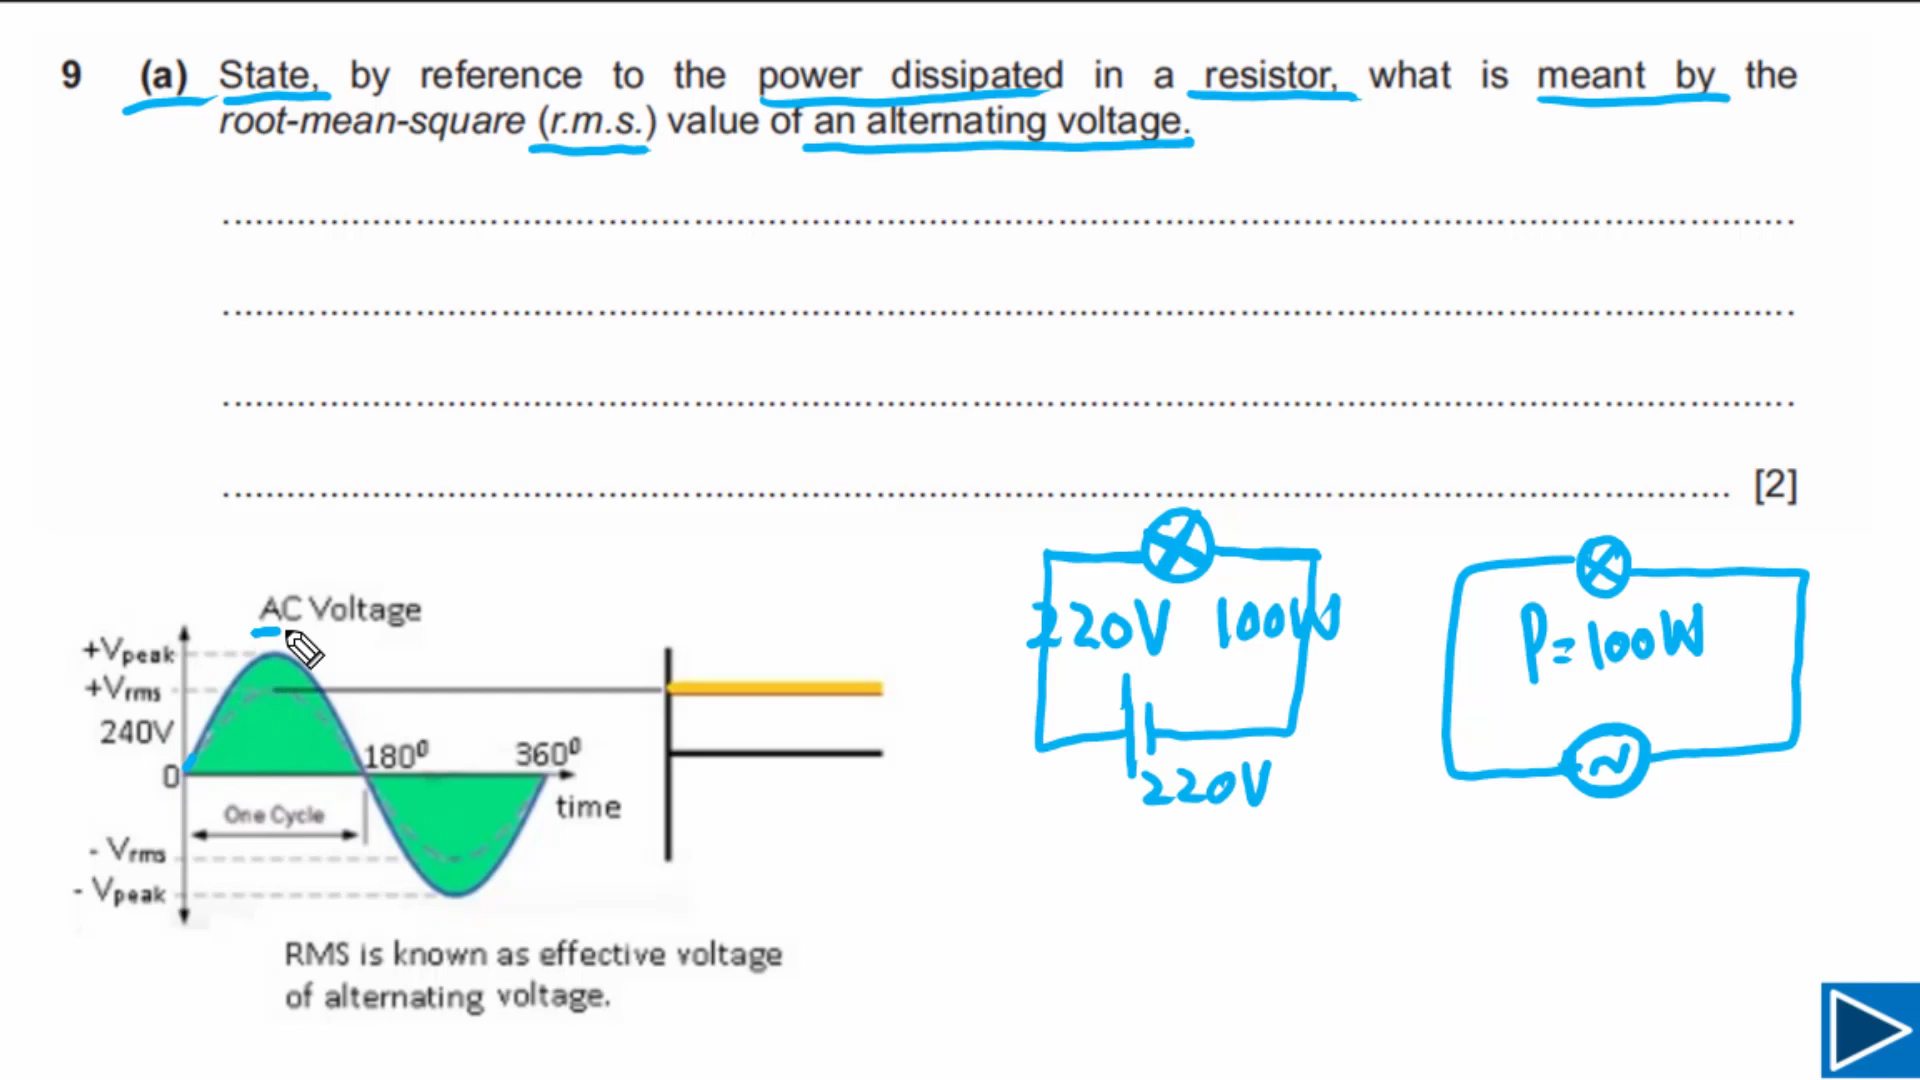 9 (a) State, by reference to the power dissipated in a resistor, what is meant by the
root-mean-square (r.m.s.) value of an alternating voltage.
[2]
AC Voltage
+Vpeak
+Vrms
240V
0
180⁰
360⁰
time
One Cycle
- Vrms
- Vpeak
RMS is known as effective voltage
of alternating voltage.
220V 100W
220V
P=100W